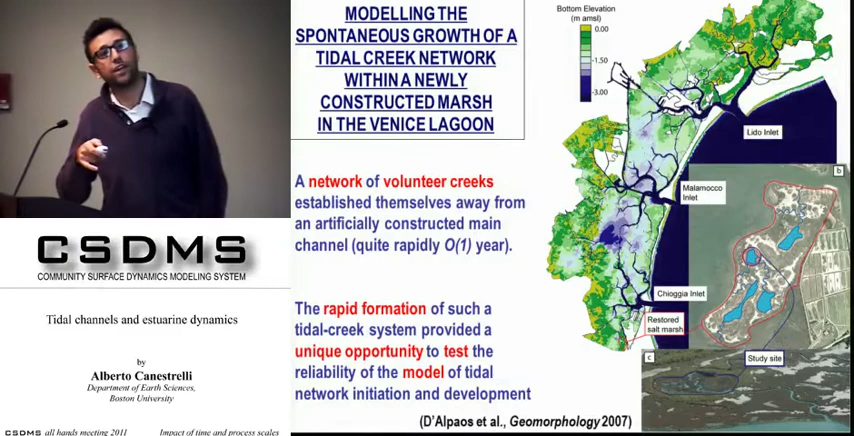 MODELLING THE
SPONTANEOUS GROWTH OF A
TIDAL CREEK NETWORK
WITHIN A NEWLY
CONSTRUCTED MARSH
IN THE VENICE LAGOON
A network of volunteer creeks
established themselves away from
an artificially constructed main
channel (quite rapidly O(1) year).
The rapid formation of such a
tidal-creek system provided a
unique opportunity to test the
reliability of the model of tidal
network initiation and development
(D'Alpaos et al., Geomorphology 2007)
Bottom Elevation
(m amsl)
0.00
-1.50
-3.00
Lido Inlet
b
Malamocco
Inlet
Chioggia Inlet
Restored
salt marsh
c
Study site
CSDMS
COMMUNITY SURFACE DYNAMICS MODELING SYSTEM
Tidal channels and estuarine dynamics
by
Alberto Canestrelli
Department of Earth Sciences,
Boston University
CSDMS all hands meeting 2011 Impact of time and process scales